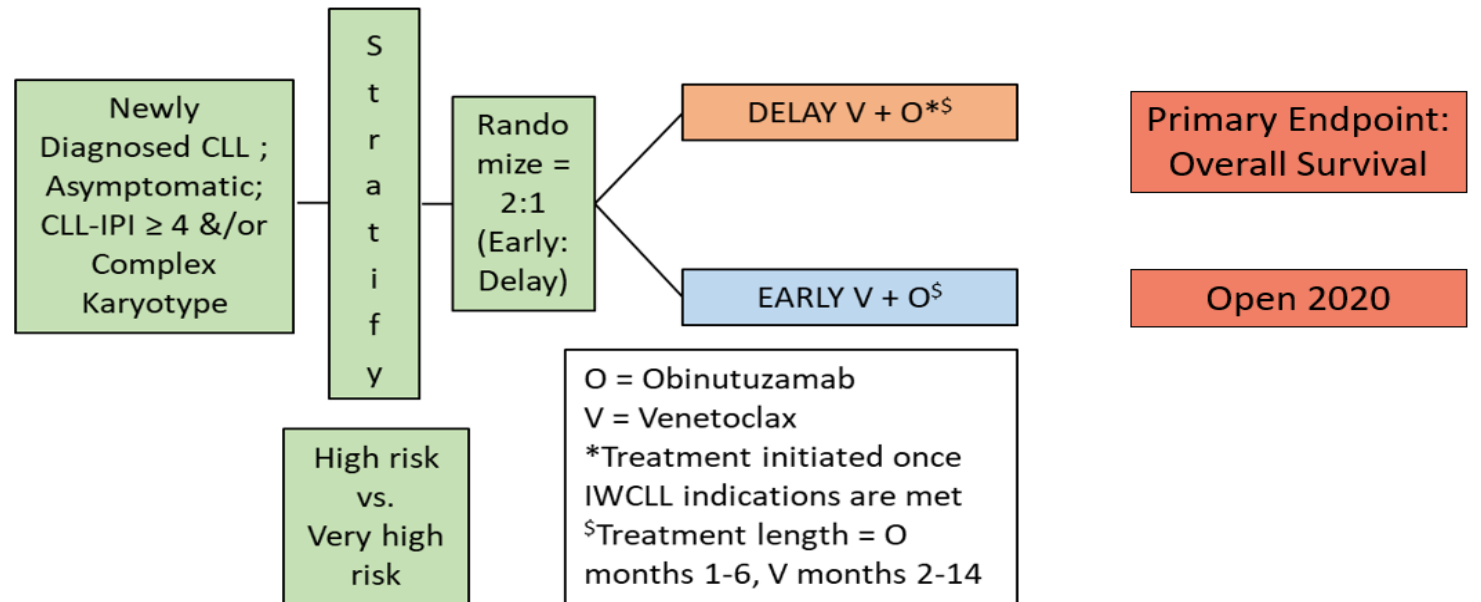 Newly
Diagnosed CLL ;
Asymptomatic;
CLL-IPI ≥ 4 &/or
Complex
Karyotype
S
t
r
a
t
i
f
y
High risk
vs.
Very high
risk
Rando
mize =
2:1
(Early:
Delay)
DELAY V + O*$
EARLY V + O$
O = Obinutuzamab
V = Venetoclax
*Treatment initiated once
IWCLL indications are met
$Treatment length = O
months 1-6, V months 2-14
Primary Endpoint:
Overall Survival
Open 2020